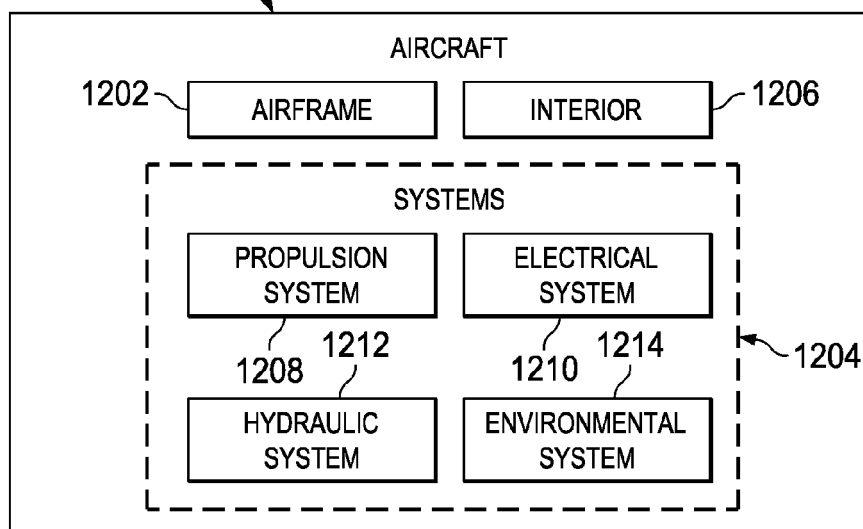 AIRCRAFT
1202
AIRFRAME
INTERIOR
1206
SYSTEMS
PROPULSION
SYSTEM
ELECTRICAL
SYSTEM
1208
1212
1210
1214
1204
HYDRAULIC
SYSTEM
ENVIRONMENTAL
SYSTEM